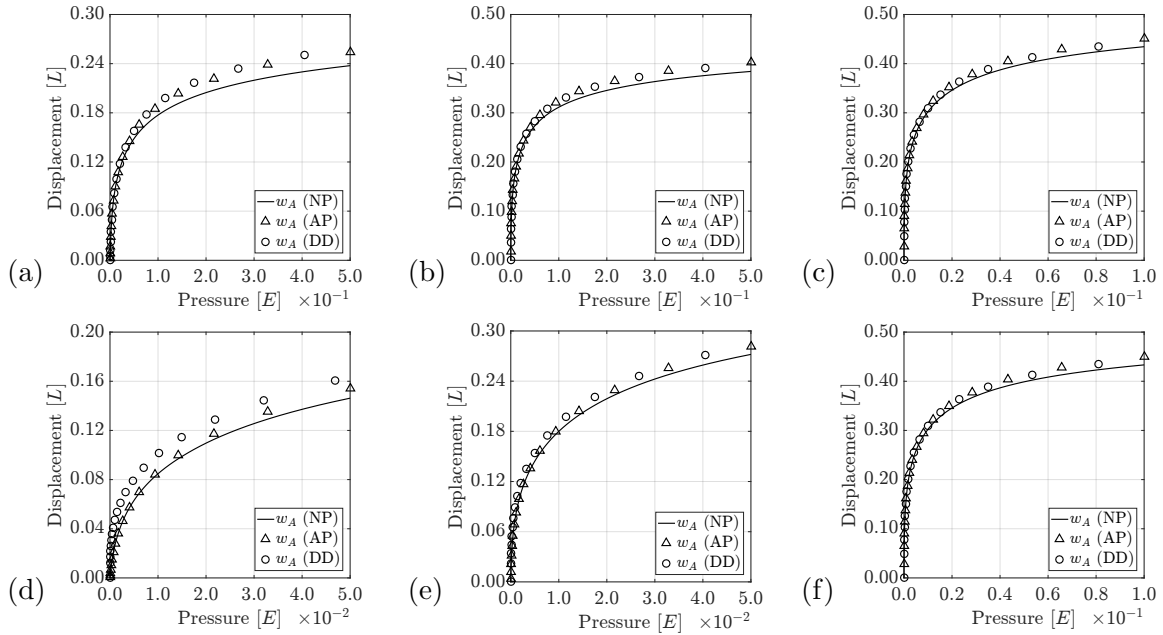 0.30
0.24
0.18
0.12
0.06
0.00
Displacement [L]
w_A (NP)
w_A (AP)
w_A (DD)
0.0 1.0 2.0 3.0 4.0 5.0
Pressure [E] ×10⁻¹
(a)
0.50
0.40
0.30
0.20
0.10
0.00
Displacement [L]
w_A (NP)
w_A (AP)
w_A (DD)
0.0 1.0 2.0 3.0 4.0 5.0
Pressure [E] ×10⁻¹
(b)
0.50
0.40
0.30
0.20
0.10
0.00
Displacement [L]
w_A (NP)
w_A (AP)
w_A (DD)
0.0 0.2 0.4 0.6 0.8 1.0
Pressure [E] ×10⁻¹
(c)
0.20
0.16
0.12
0.08
0.04
0.00
Displacement [L]
w_A (NP)
w_A (AP)
w_A (DD)
0.0 1.0 2.0 3.0 4.0 5.0
Pressure [E] ×10⁻²
(d)
0.30
0.24
0.18
0.12
0.06
0.00
Displacement [L]
w_A (NP)
w_A (AP)
w_A (DD)
0.0 1.0 2.0 3.0 4.0 5.0
Pressure [E] ×10⁻²
(e)
0.50
0.40
0.30
0.20
0.10
0.00
Displacement [L]
w_A (NP)
w_A (AP)
w_A (DD)
0.0 0.2 0.4 0.6 0.8 1.0
Pressure [E] ×10⁻¹
(f)